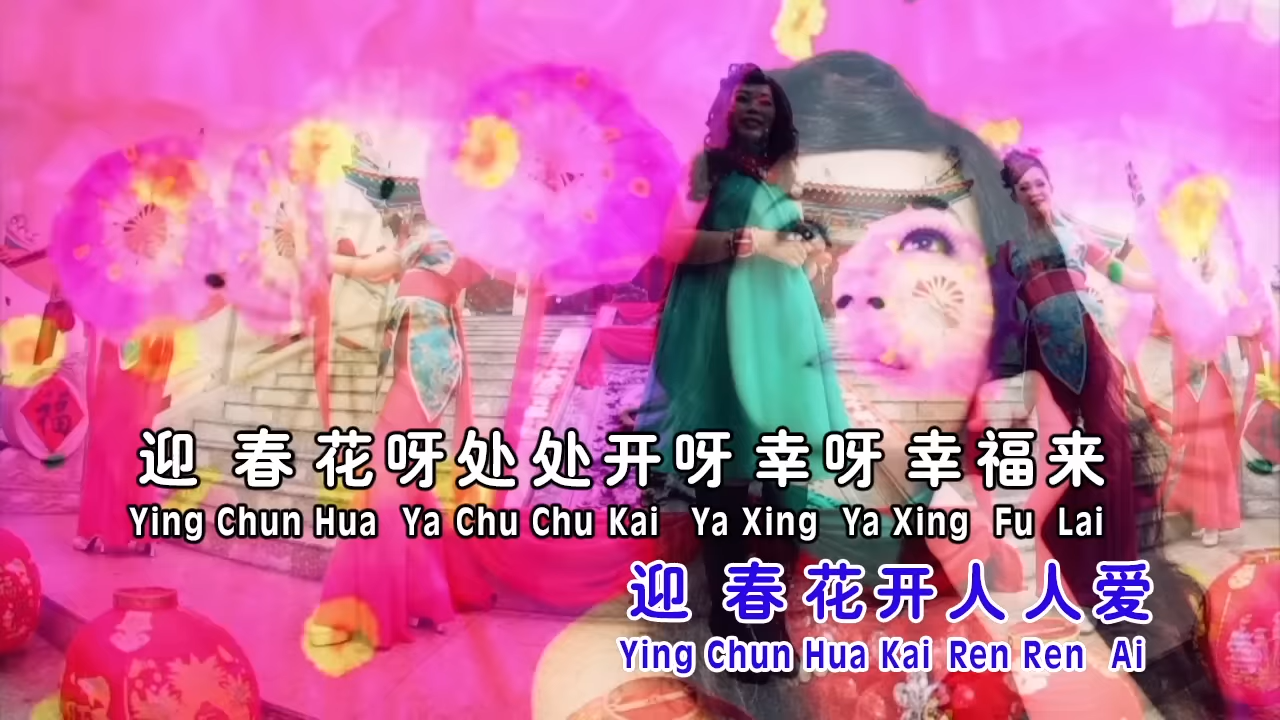 福
迎 春 花 呀 处 处 开 呀 幸 呀 幸 福 来
Ying Chun Hua Ya Chu Chu Kai Ya Xing Ya Xing Fu Lai
迎 春 花 开 人 人 爱
Ying Chun Hua Kai Ren Ren Ai